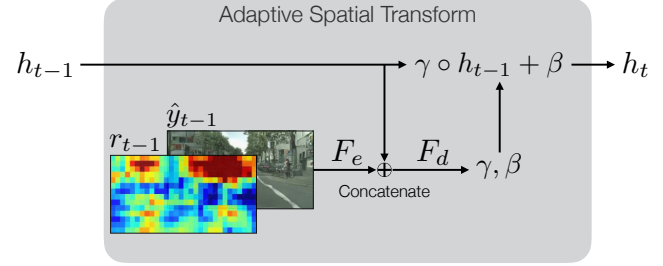 Adaptive Spatial Transform
h_{t-1}
γ ∘ h_{t-1} + β
h_t
ŷ_{t-1}
r_{t-1}
F_e
⊕
F_d
γ, β
Concatenate